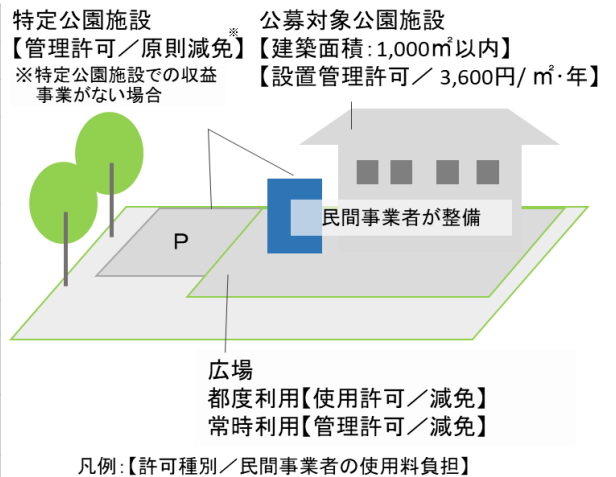 特定公園施設
【管理許可／原則減免】※
※特定公園施設での収益
事業がない場合
公募対象公園施設
【建築面積：1,000㎡以内】
【設置管理許可／ 3,600円/ ㎡・年】
民間事業者が整備
P
広場
都度利用【使用許可／減免】
常時利用【管理許可／減免】
凡例：【許可種別／民間事業者の使用料負担】